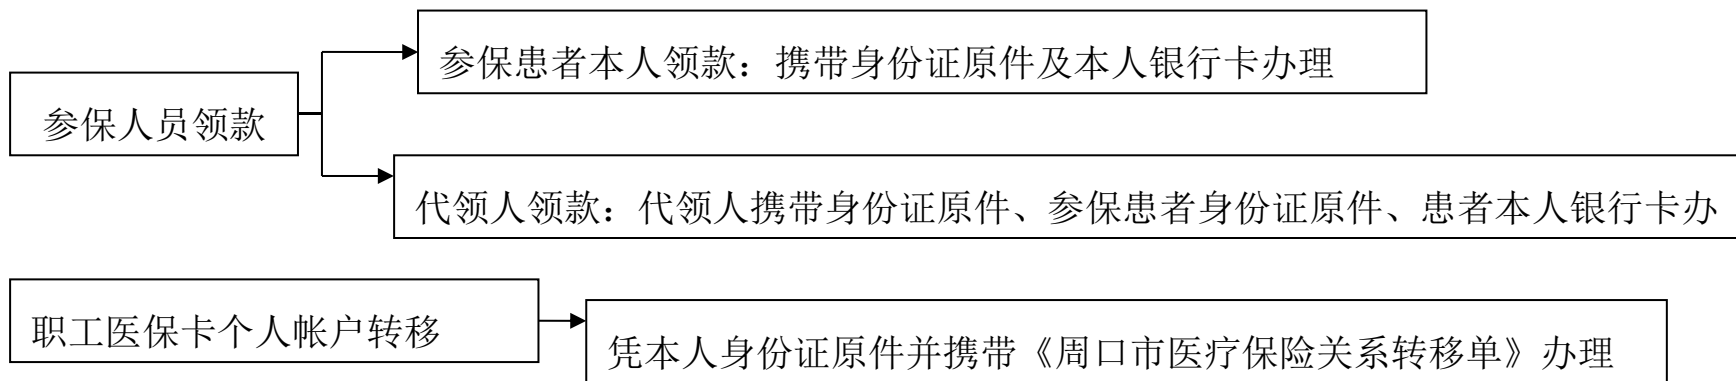 参保患者本人领款：携带身份证原件及本人银行卡办理
参保人员领款
代领人领款：代领人携带身份证原件、参保患者身份证原件、患者本人银行卡办
职工医保卡个人帐户转移
凭本人身份证原件并携带《周口市医疗保险关系转移单》办理